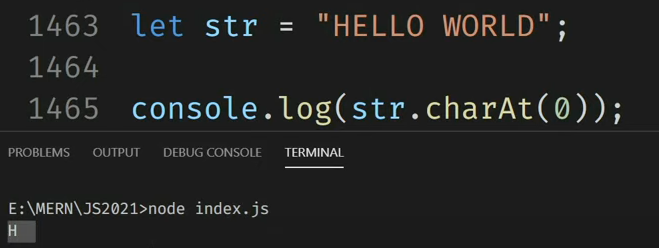 1463 let str = "HELLO WORLD";
1464
1465 console.log(str.charAt(0));
PROBLEMS OUTPUT DEBUG CONSOLE TERMINAL
E:\MERN\JS2021>node index.js
H